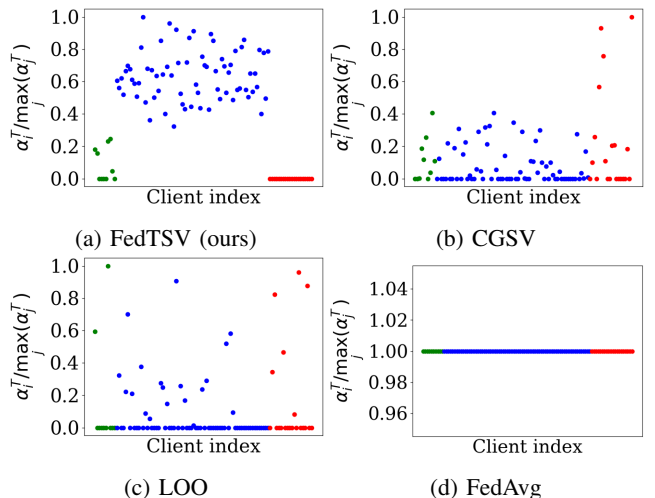 α_i^T/max_j(α_j^T)
1.0
0.8
0.6
0.4
0.2
0.0
Client index
(a) FedTSV (ours)
α_i^T/max_j(α_j^T)
1.0
0.8
0.6
0.4
0.2
0.0
Client index
(b) CGSV
α_i^T/max_j(α_j^T)
1.0
0.8
0.6
0.4
0.2
0.0
Client index
(c) LOO
α_i^T/max_j(α_j^T)
1.04
1.02
1.00
0.98
0.96
Client index
(d) FedAvg